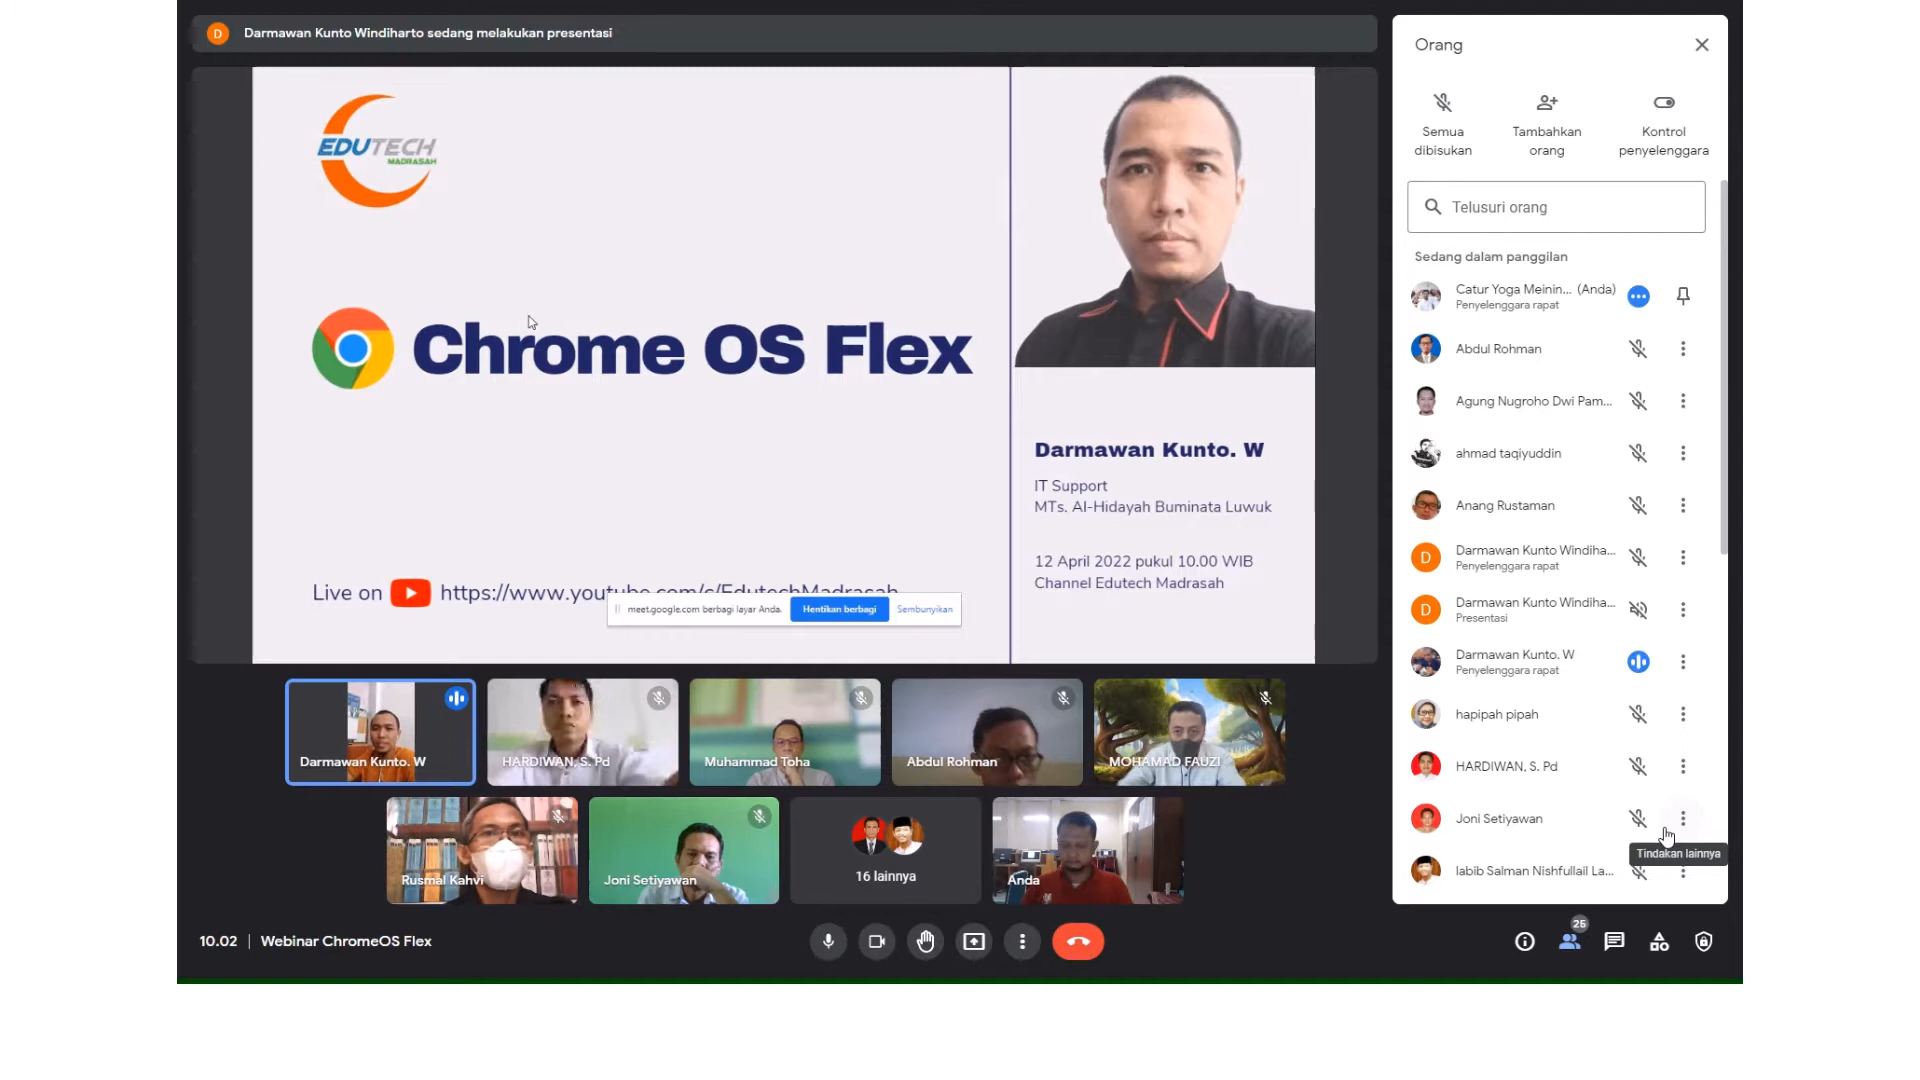 D Darmawan Kunto Windiharto sedang melakukan presentasi
EDUTECH
MADRASAH
Chrome OS Flex
Live on https://www.youtube.com/c/EdutechMadrasah
meet.google.com berbagi layar Anda. Hentikan berbagi Sembunyikan
Darmawan Kunto. W
IT Support
MTs. Al-Hidayah Buminata Luwuk
12 April 2022 pukul 10.00 WIB
Channel Edutech Madrasah
Darmawan Kunto. W
HARDIWAN, S. Pd
Muhammad Toha
Abdul Rohman
MOHAMAD FAUZI
Rusmal Kahvi
Joni Setiyawan
16 lainnya
Anda
10.02 | Webinar ChromeOS Flex
Orang
Semua dibisukan
Tambahkan orang
Kontrol penyelenggara
Telusuri orang
Sedang dalam panggilan
Catur Yoga Meinin... (Anda)
Penyelenggara rapat
Abdul Rohman
Agung Nugroho Dwi Pam...
ahmad taqiyuddin
Anang Rustaman
D Darmawan Kunto Windiha...
Penyelenggara rapat
D Darmawan Kunto Windiha...
Presentasi
Darmawan Kunto. W
Penyelenggara rapat
hapipah pipah
HARDIWAN, S. Pd
Joni Setiyawan
Tindakan lainnya
labib Salman Nishfullail La...
25